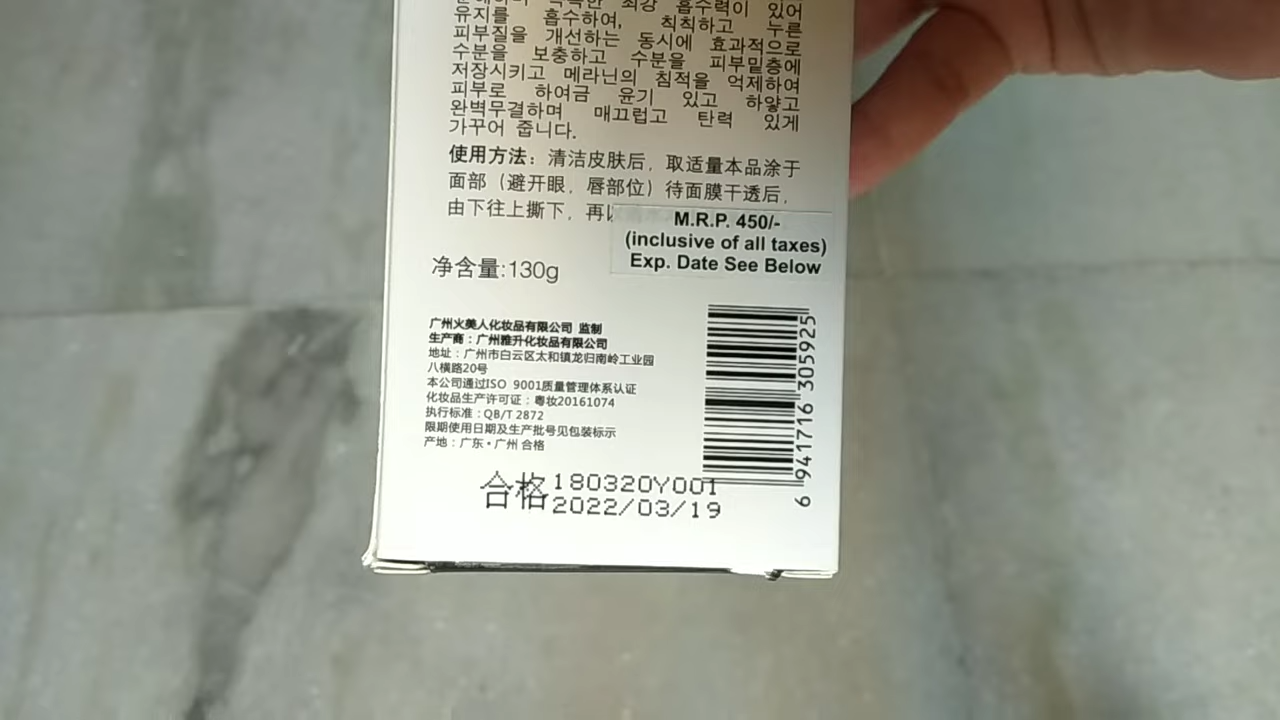 최강 흡수력이 있어
유지를 흡수하여, 칙칙하고 누른
피부질을 개선하는 동시에 효과적으로
수분을 보충하고 수분을 피부밑층에
저장시키고 메라닌의 침적을 억제하여
피부로 하여금 윤기 있고 하얗고
완벽무결하며 매끄럽고 탄력 있게
가꾸어 줍니다.
使用方法：清洁皮肤后，取适量本品涂于
面部（避开眼、唇部位）待面膜干透后，
由下往上撕下，再
M.R.P. 450/-
(inclusive of all taxes)
Exp. Date See Below
净含量:130g
广州火美人化妆品有限公司 监制
生产商：广州雅升化妆品有限公司
地址：广州市白云区太和镇龙归南岭工业园
八横路20号
本公司通过ISO 9001质量管理体系认证
化妆品生产许可证：粤妆20161074
执行标准：QB/T 2872
限期使用日期及生产批号见包装标示
产地：广东·广州 合格
6 941716 305925
合格 180320Y001
2022/03/19